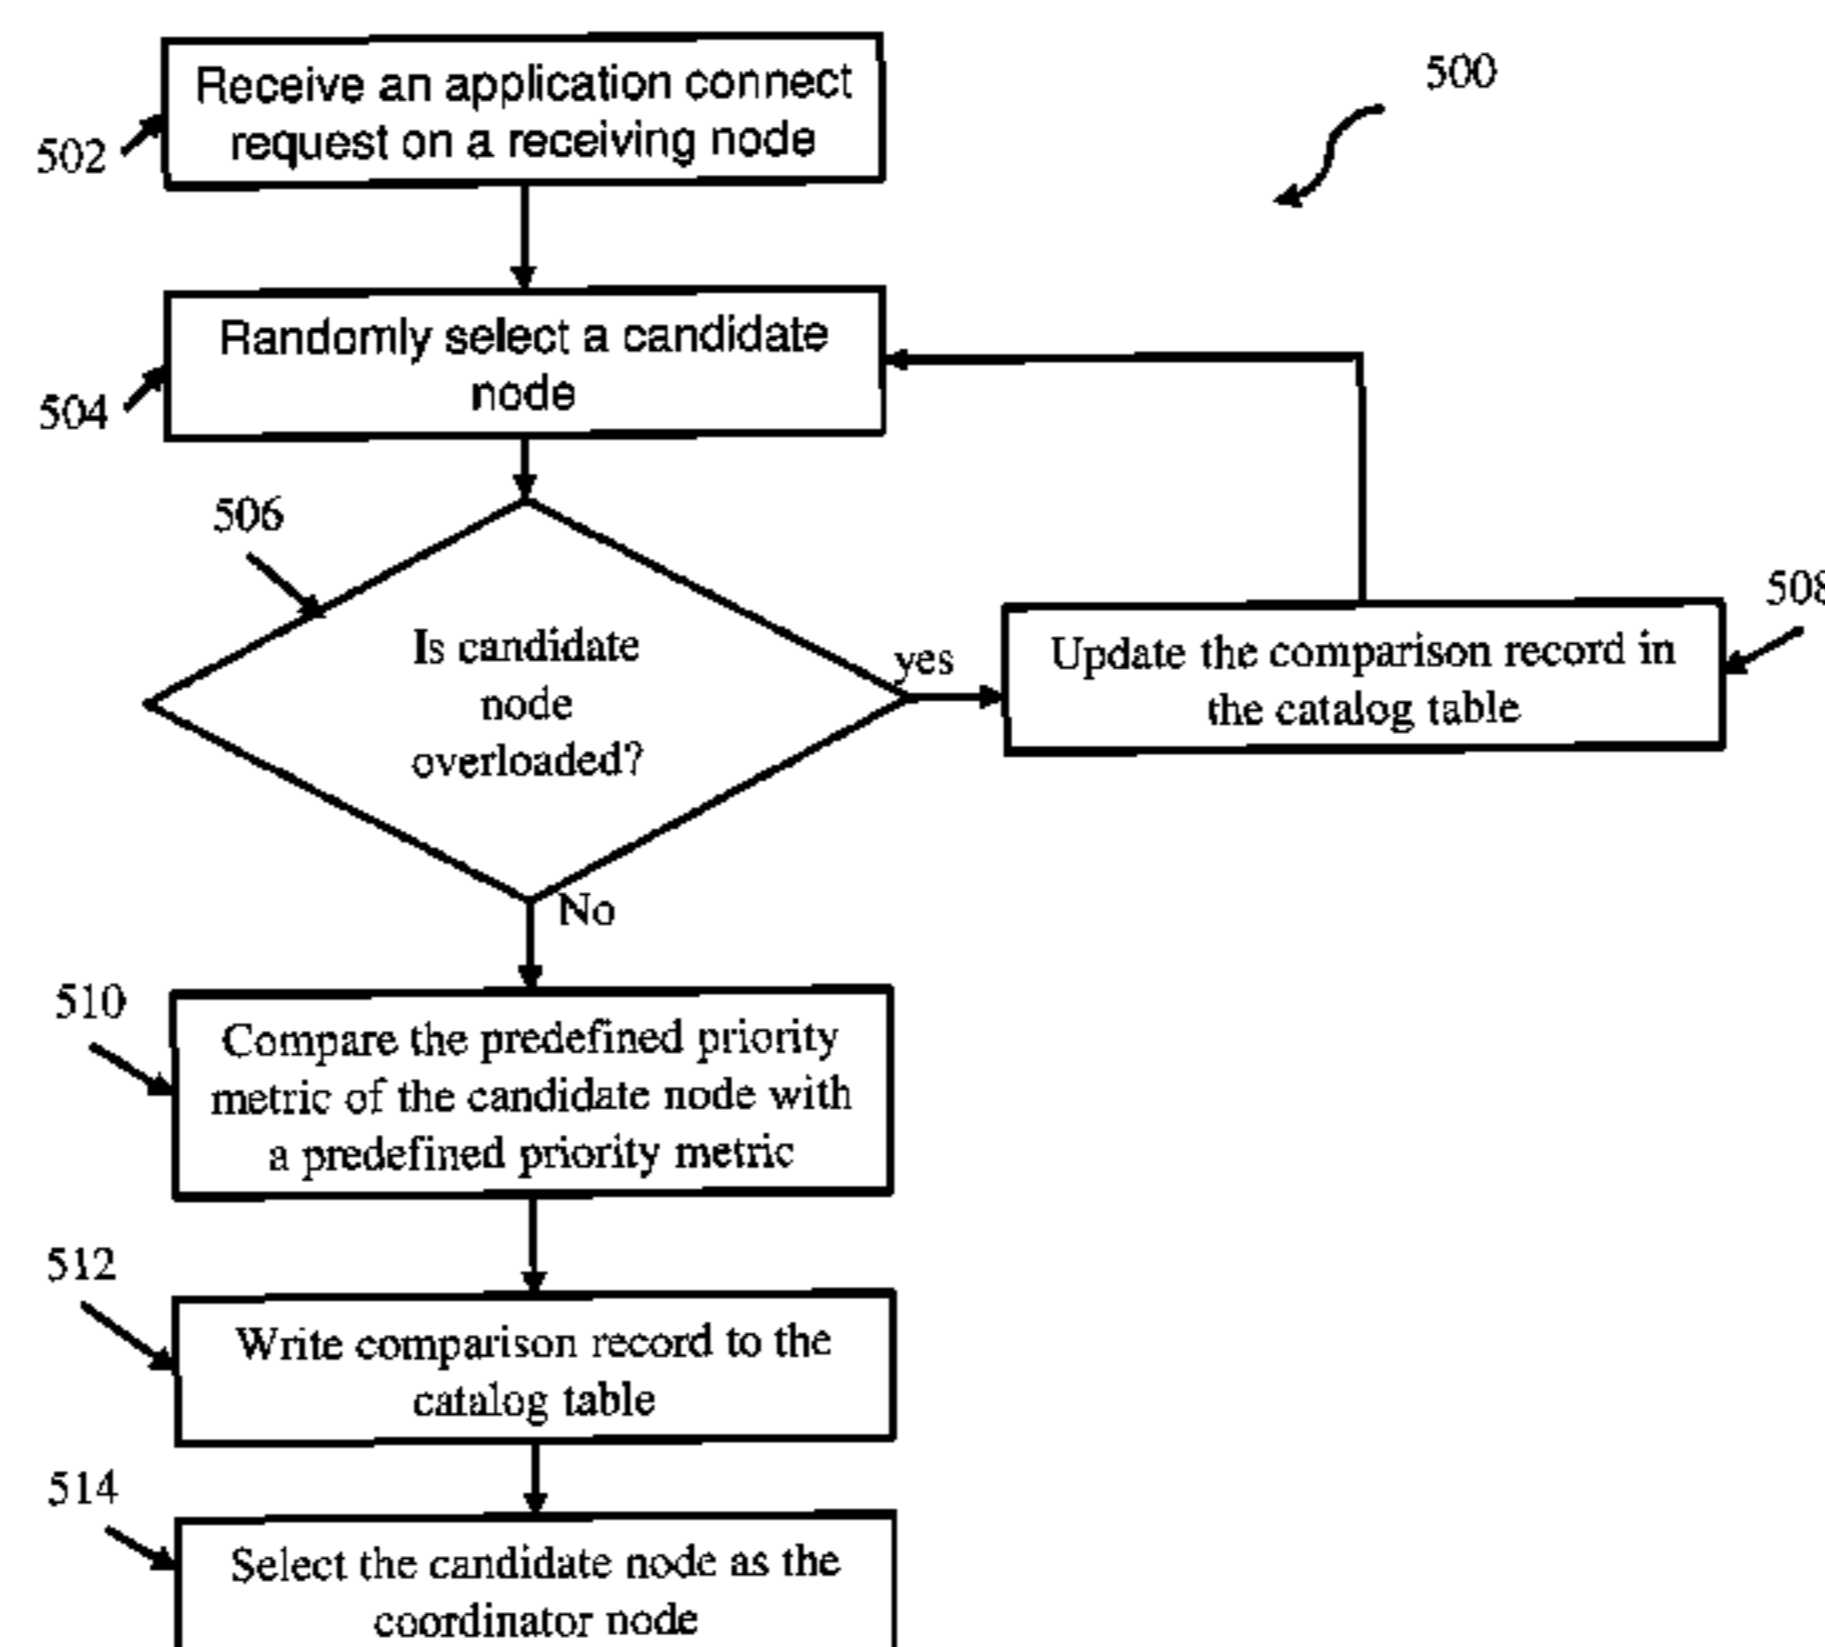 500
Receive an application connect
request on a receiving node
502
Randomly select a candidate
node
504
506
Is candidate
node
overloaded?
yes
508
Update the comparison record in
the catalog table
No
510
Compare the predefined priority
metric of the candidate node with
a predefined priority metric
512
Write comparison record to the
catalog table
514
Select the candidate node as the
coordinator node